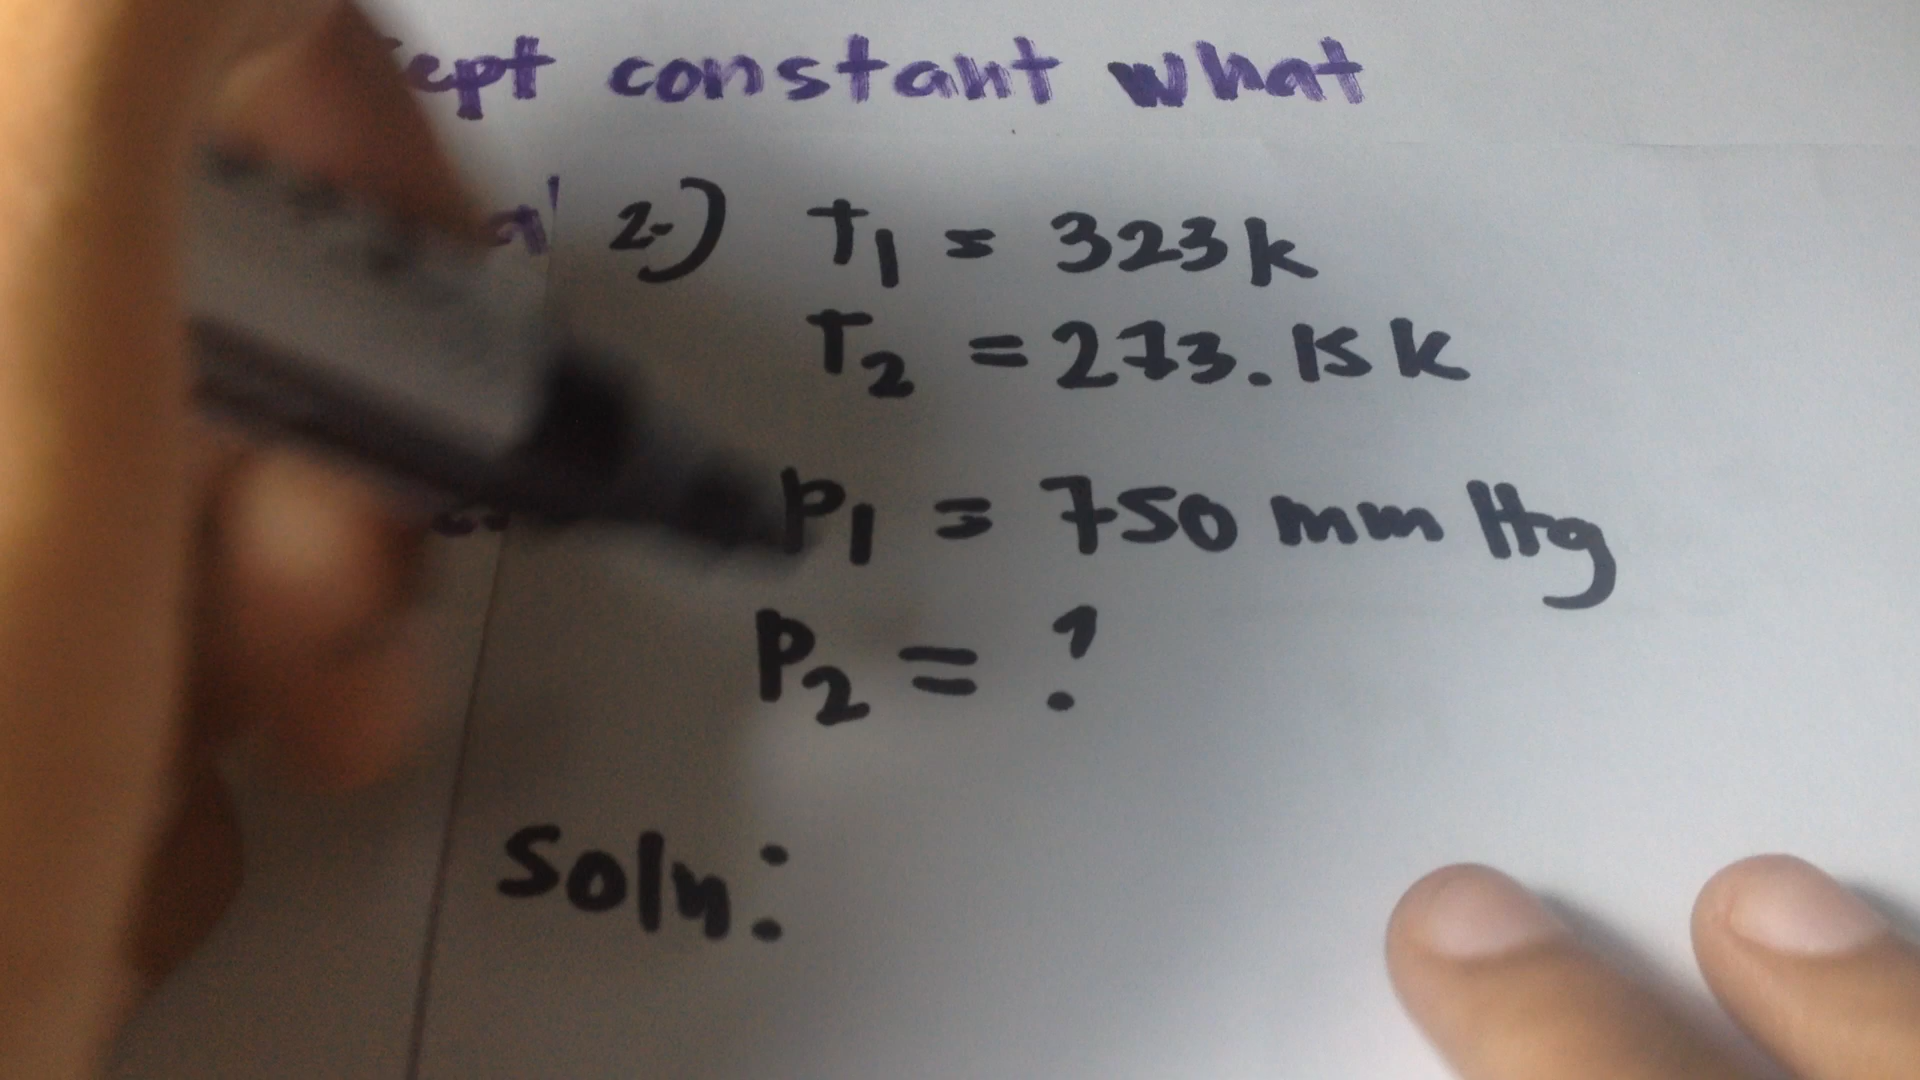 constant what
2.) T1 = 323k
T2 = 273.15k
P1 = 750 mm Hg
P2 = ?
Soln: